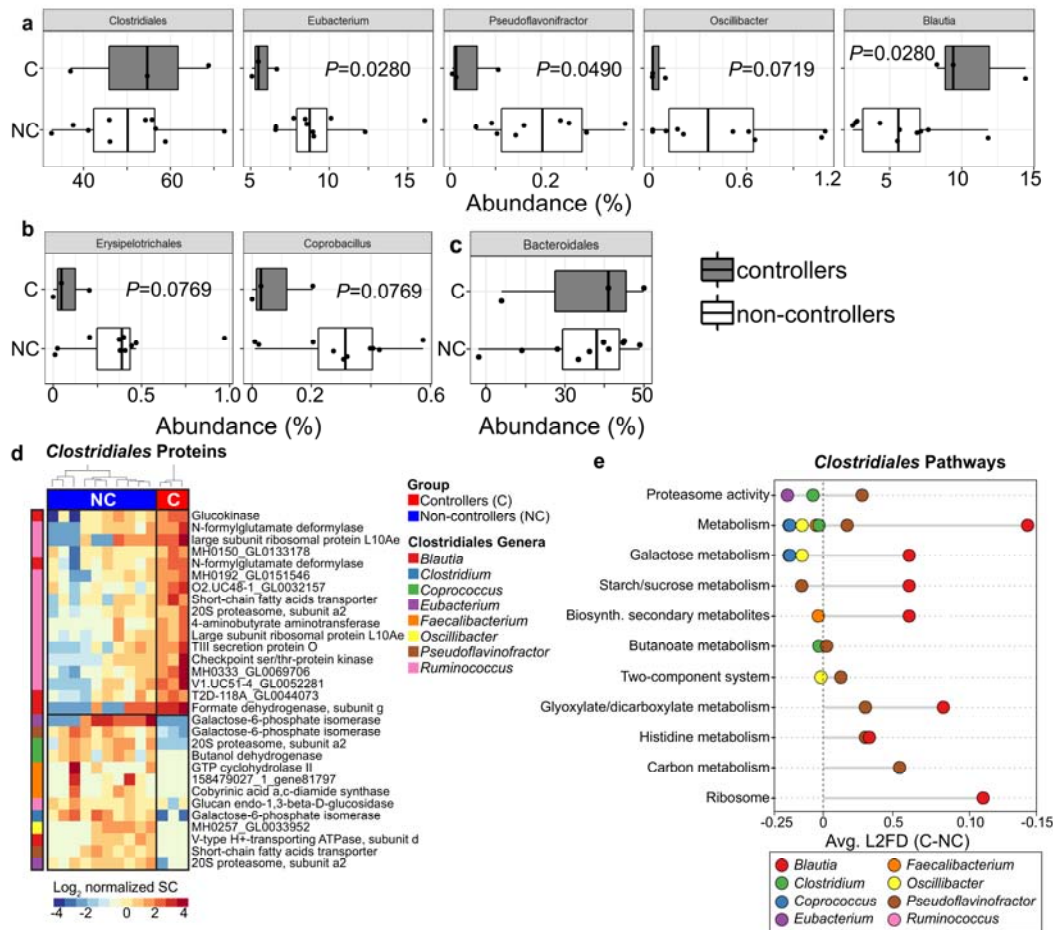 a
Clostridiales
Eubacterium
Pseudoflavonifractor
Oscillibacter
Blautia
C
NC
P=0.0280
P=0.0490
P=0.0719
P=0.0280
40 60
5 10 15
0 0.2
0 0.6 1.2
5 10 15
Abundance (%)
Abundance (%)
Abundance (%)
b
Erysipelotrichales
Coprobacillus
c
Bacteroidales
C
NC
P=0.0769
P=0.0769
C
NC
0 0.5 1.0
0 0.2 0.6
0 50
Abundance (%)
Abundance (%)
controllers
non-controllers
d
Clostridiales Proteins
NC C
Glucokinase
N-formylglutamate deformylase
large subunit ribosomal protein L10Ae
MH0150_GL0133178
N-formylglutamate deformylase
MH0192_GL0151546
O2.UC48-1_GL0032157
Short-chain fatty acids transporter
20S proteasome, subunit a2
4-aminobutyrate aminotransferase
Large subunit ribosomal protein L10Ae
TIII secretion protein O
Checkpoint ser/thr-protein kinase
MH0333_GL0069706
V1.UC51-4_GL0052281
T2D-118A_GL0044073
Formate dehydrogenase, subunit g
Galactose-6-phosphate isomerase
Galactose-6-phosphate isomerase
20S proteasome, subunit a2
Butanol dehydrogenase
GTP cyclohydrolase II
158479027_1_gene81797
Cobyrinic acid a,c-diamide synthase
Glucan endo-1,3-beta-D-glucosidase
Galactose-6-phosphate isomerase
MH0257_GL0033952
V-type H+-transporting ATPase, subunit d
Short-chain fatty acids transporter
20S proteasome, subunit a2
Log2 normalized SC
-4 -2 0 2 4
Group
Controllers (C)
Non-controllers (NC)
Clostridiales Genera
Blautia
Clostridium
Coprococcus
Eubacterium
Faecalibacterium
Oscillibacter
Pseudoflavinofractor
Ruminococcus
e
Clostridiales Pathways
Proteasome activity
Metabolism
Galactose metabolism
Starch/sucrose metabolism
Biosynth. secondary metabolites
Butanoate metabolism
Two-component system
Glyoxylate/dicarboxylate metabolism
Histidine metabolism
Carbon metabolism
Ribosome
-0.25 0 0.50 0.10 0.15
Avg. L2FD (C-NC)
Blautia
Clostridium
Coprococcus
Eubacterium
Faecalibacterium
Oscillibacter
Pseudoflavinofractor
Ruminococcus